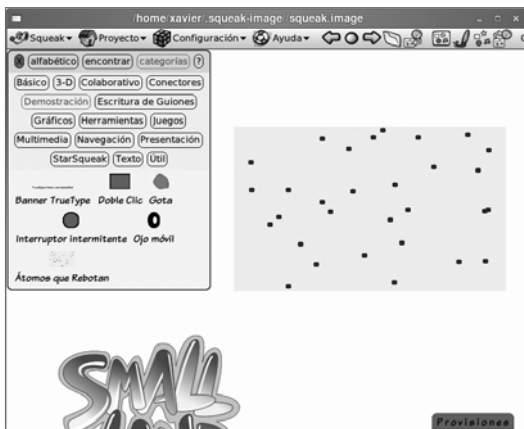 /home/xavier/.squeak-image/squeak.image
Squeak Proyecto Configuración Ayuda
alfabético encontrar categorías ?
Básico 3-D Colaborativo Conectores
Demostración Escritura de Guiones
Gráficos Herramientas Juegos
Multimedia Navegación Presentación
StarSqueak Texto Útil
Banner TrueType Doble Clic Gota
Interruptor intermitente Ojo móvil
Átomos que Rebotan
SMALL
Provisiones